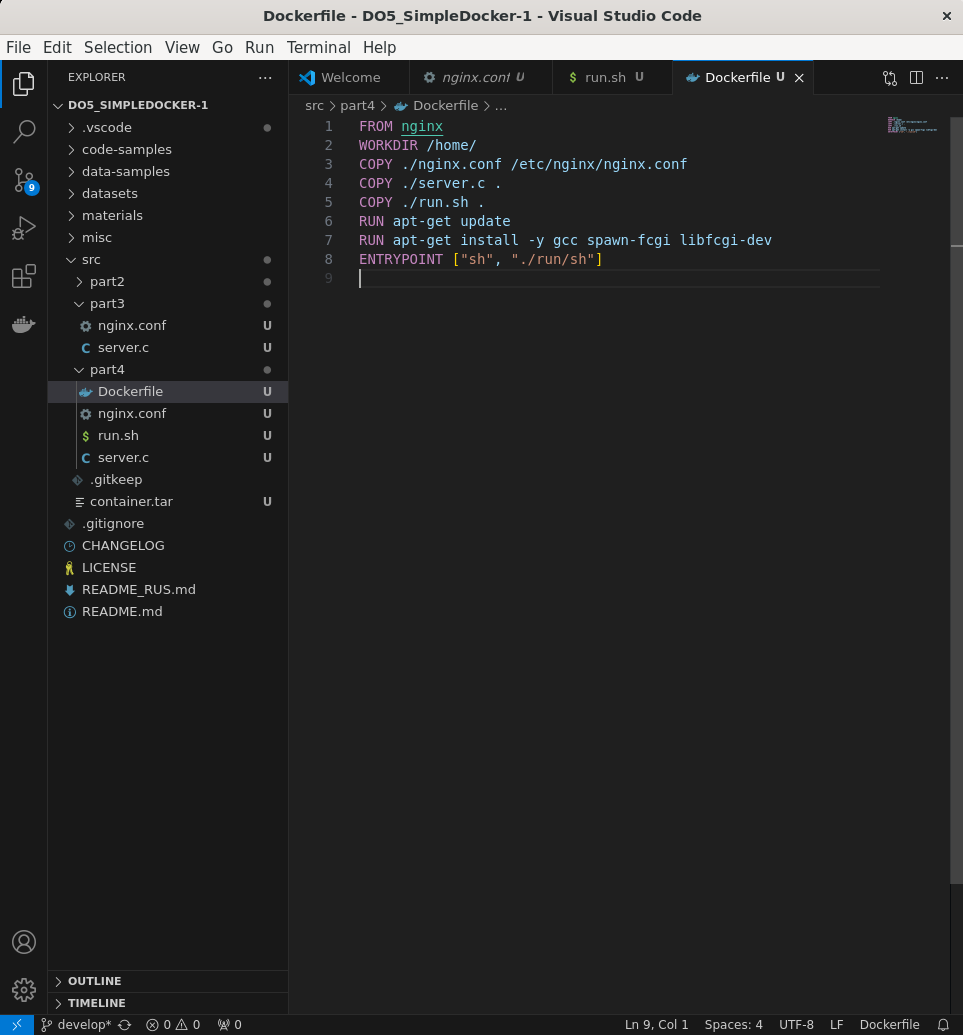 Dockerfile - DO5_SimpleDocker-1 - Visual Studio Code
File Edit Selection View Go Run Terminal Help
EXPLORER
DO5_SIMPLEDOCKER-1
.vscode
code-samples
data-samples
datasets
materials
misc
src
part2
part3
nginx.conf U
server.c U
part4
Dockerfile U
nginx.conf U
run.sh U
server.c U
.gitkeep
container.tar U
.gitignore
CHANGELOG
LICENSE
README_RUS.md
README.md
OUTLINE
TIMELINE
9
Welcome nginx.conf U run.sh U Dockerfile U
src > part4 > Dockerfile > ...
1 FROM nginx
2 WORKDIR /home/
3 COPY ./nginx.conf /etc/nginx/nginx.conf
4 COPY ./server.c .
5 COPY ./run.sh .
6 RUN apt-get update
7 RUN apt-get install -y gcc spawn-fcgi libfcgi-dev
8 ENTRYPOINT ["sh", "./run/sh"]
9
develop* 0 0 0 Ln 9, Col 1 Spaces: 4 UTF-8 LF Dockerfile